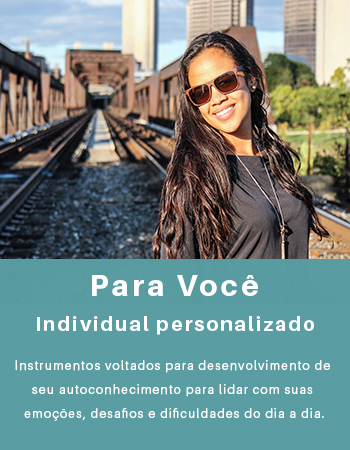 Para Você
Individual personalizado
Instrumentos voltados para desenvolvimento de
seu autoconhecimento para lidar com suas
emoções, desafios e dificuldades do dia a dia.